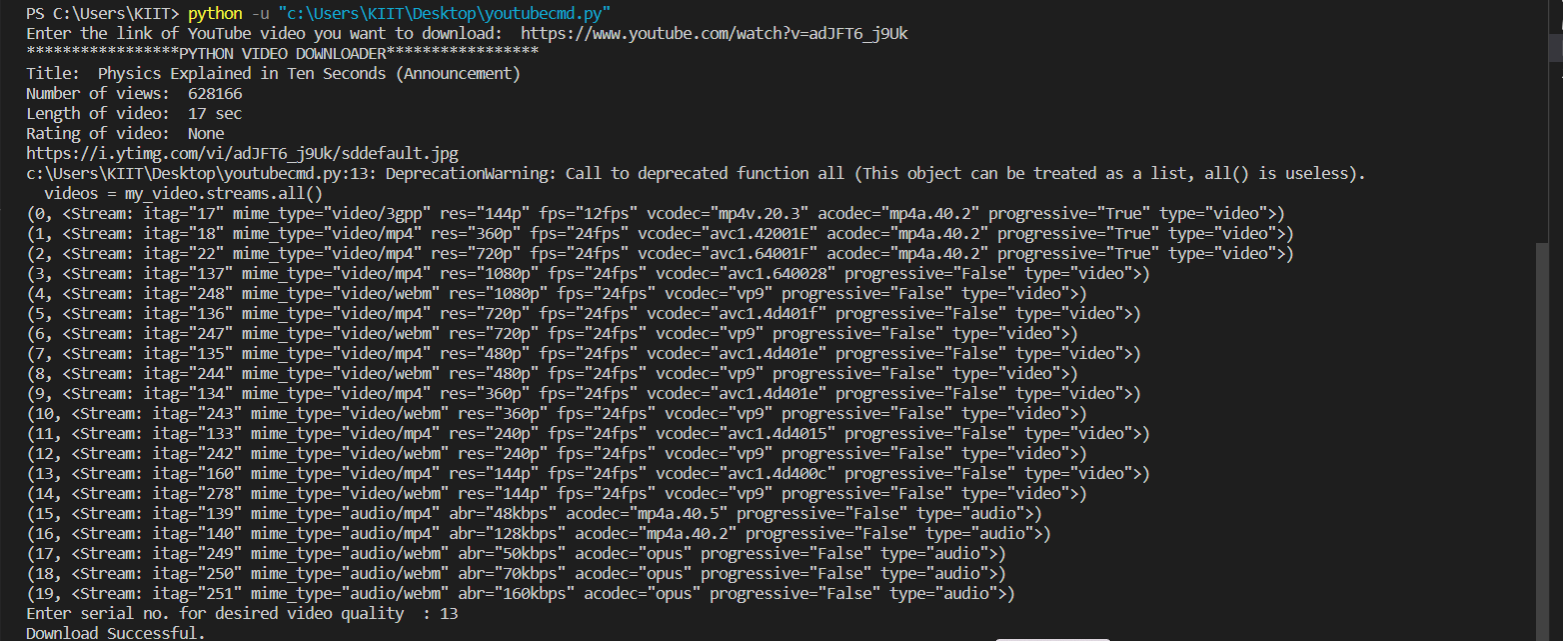 PS C:\Users\KIIT> python -u "c:\Users\KIIT\Desktop\youtubecmd.py"
Enter the link of YouTube video you want to download:  https://www.youtube.com/watch?v=adJFT6_j9Uk
*****************PYTHON VIDEO DOWNLOADER*****************
Title:  Physics Explained in Ten Seconds (Announcement)
Number of views:  628166
Length of video:  17 sec
Rating of video:  None
https://i.ytimg.com/vi/adJFT6_j9Uk/sddefault.jpg
c:\Users\KIIT\Desktop\youtubecmd.py:13: DeprecationWarning: Call to deprecated function all (This object can be treated as a list, all() is useless).
  videos = my_video.streams.all()
(0, <Stream: itag="17" mime_type="video/3gpp" res="144p" fps="12fps" vcodec="mp4v.20.3" acodec="mp4a.40.2" progressive="True" type="video">)
(1, <Stream: itag="18" mime_type="video/mp4" res="360p" fps="24fps" vcodec="avc1.42001E" acodec="mp4a.40.2" progressive="True" type="video">)
(2, <Stream: itag="22" mime_type="video/mp4" res="720p" fps="24fps" vcodec="avc1.64001F" acodec="mp4a.40.2" progressive="True" type="video">)
(3, <Stream: itag="137" mime_type="video/mp4" res="1080p" fps="24fps" vcodec="avc1.640028" progressive="False" type="video">)
(4, <Stream: itag="248" mime_type="video/webm" res="1080p" fps="24fps" vcodec="vp9" progressive="False" type="video">)
(5, <Stream: itag="136" mime_type="video/mp4" res="720p" fps="24fps" vcodec="avc1.4d401f" progressive="False" type="video">)
(6, <Stream: itag="247" mime_type="video/webm" res="720p" fps="24fps" vcodec="vp9" progressive="False" type="video">)
(7, <Stream: itag="135" mime_type="video/mp4" res="480p" fps="24fps" vcodec="avc1.4d401e" progressive="False" type="video">)
(8, <Stream: itag="244" mime_type="video/webm" res="480p" fps="24fps" vcodec="vp9" progressive="False" type="video">)
(9, <Stream: itag="134" mime_type="video/mp4" res="360p" fps="24fps" vcodec="avc1.4d401e" progressive="False" type="video">)
(10, <Stream: itag="243" mime_type="video/webm" res="360p" fps="24fps" vcodec="vp9" progressive="False" type="video">)
(11, <Stream: itag="133" mime_type="video/mp4" res="240p" fps="24fps" vcodec="avc1.4d4015" progressive="False" type="video">)
(12, <Stream: itag="242" mime_type="video/webm" res="240p" fps="24fps" vcodec="vp9" progressive="False" type="video">)
(13, <Stream: itag="160" mime_type="video/mp4" res="144p" fps="24fps" vcodec="avc1.4d400c" progressive="False" type="video">)
(14, <Stream: itag="278" mime_type="video/webm" res="144p" fps="24fps" vcodec="vp9" progressive="False" type="video">)
(15, <Stream: itag="139" mime_type="audio/mp4" abr="48kbps" acodec="mp4a.40.5" progressive="False" type="audio">)
(16, <Stream: itag="140" mime_type="audio/mp4" abr="128kbps" acodec="mp4a.40.2" progressive="False" type="audio">)
(17, <Stream: itag="249" mime_type="audio/webm" abr="50kbps" acodec="opus" progressive="False" type="audio">)
(18, <Stream: itag="250" mime_type="audio/webm" abr="70kbps" acodec="opus" progressive="False" type="audio">)
(19, <Stream: itag="251" mime_type="audio/webm" abr="160kbps" acodec="opus" progressive="False" type="audio">)
Enter serial no. for desired video quality  : 13
Download Successful.